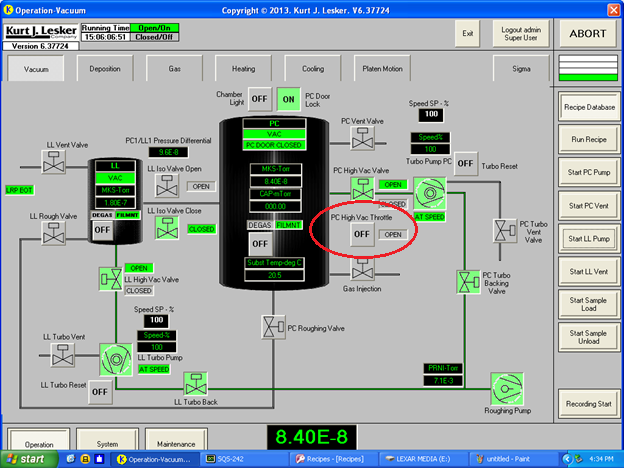 Operation-Vacuum
Copyright © 2013. Kurt J. Lesker. V6.37724
Kurt J. Lesker
Company
Version 6.37724
Running Time
15:06:06:51
Open/On
Closed/Off
Exit
Logout admin
Super User
ABORT
Vacuum
Deposition
Gas
Heating
Cooling
Platen Motion
Sigma
Chamber
Light
OFF
ON
PC Door
Lock
Speed SP - %
100
Speed%
100
Turbo Pump PC
OFF
Turbo Reset
LL Vent Valve
PC1/LL1 Pressure Differential
9.6E-8
PC
VAC
PC DOOR CLOSED
PC Vent Valve
LL
VAC
MKS-Torr
1.80E-7
DEGAS
FILMNT
OFF
LL Iso Valve Open
OPEN
LL Iso Valve Close
CLOSED
LRP EOT
LL Rough Valve
MKS-Torr
8.40E-8
CAP-mTorr
000.00
DEGAS
FILMNT
OFF
Subst Temp-deg C
20.5
PC High Vac Valve
OPEN
CLOSED
AT SPEED
PC High Vac Throttle
OFF
OPEN
Gas Injection
PC Turbo
Vent
Valve
PC Turbo
Backing
Valve
OPEN
LL High Vac Valve
CLOSED
Speed SP - %
100
Speed-%
100
LL Turbo Vent
LL Turbo Pump
AT SPEED
LL Turbo Reset
OFF
LL Turbo Back
PC Roughing Valve
PRNI-Torr
7.1E-3
Roughing Pump
Recipe Database
Run Recipe
Start PC Pump
Start PC Vent
Start LL Pump
Start LL Vent
Start Sample
Load
Start Sample
Unload
Recording Start
Operation
System
Maintenance
8.40E-8
start
Operation-Vacuum...
SQS-242
Recipes - [Recipes]
LEXAR MEDIA (E:)
untitled - Paint
4:34 PM